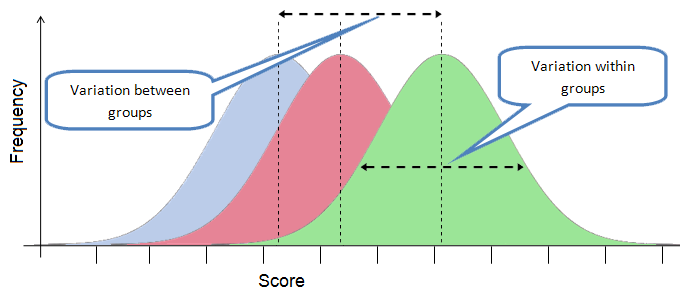 Variation between
groups
Variation within
groups
Frequency
Score